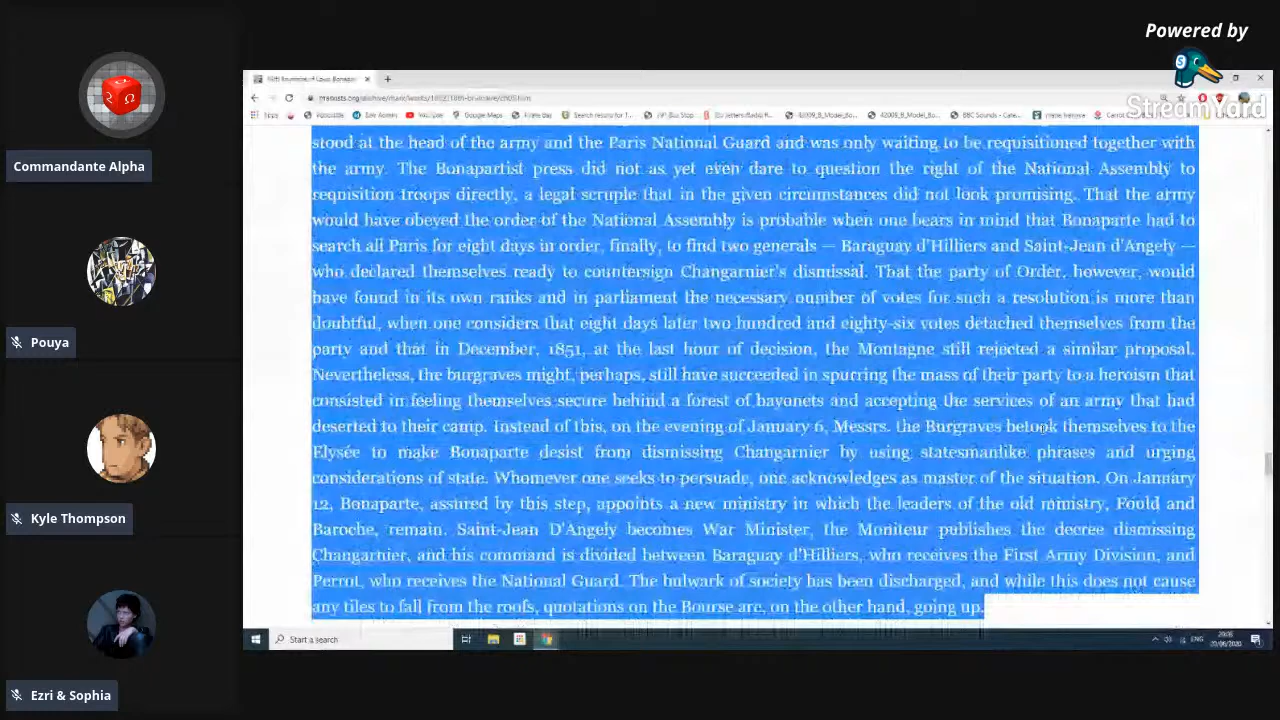 Powered by
StreamYard
Commandante Alpha
Pouya
Kyle Thompson
Ezri & Sophia
stood at the head of the army and the Paris National Guard and was only waiting to be requisitioned together with
the army. The Bonapartist press did not as yet even dare to question the right of the National Assembly to
requisition troops directly, a legal scruple that in the given circumstances did not look promising. That the army
would have obeyed the order of the National Assembly is probable when one bears in mind that Bonaparte had to
search all Paris for eight days in order, finally, to find two generals — Baraguay d'Hilliers and Saint-Jean d'Angely —
who declared themselves ready to countersign Changarnier's dismissal. That the party of Order, however, would
have found in its own ranks and in parliament the necessary number of votes for such a resolution is more than
doubtful, when one considers that eight days later two hundred and eighty-six votes detached themselves from the
party and that in December, 1851, at the last hour of decision, the Montagne still rejected a similar proposal.
Nevertheless, the burgraves might, perhaps, still have succeeded in spurring the mass of their party to a heroism that
consisted in feeling themselves secure behind a forest of bayonets and accepting the services of an army that had
deserted to their camp. Instead of this, on the evening of January 6, Messrs. the Burgraves betook themselves to the
Elysée to make Bonaparte desist from dismissing Changarnier by using statesmanlike phrases and urging
considerations of state. Whomever one seeks to persuade, one acknowledges as master of the situation. On January
12, Bonaparte, assured by this step, appoints a new ministry in which the leaders of the old ministry, Fould and
Baroche, remain. Saint-Jean D'Angely becomes War Minister, the Moniteur publishes the decree dismissing
Changarnier, and his command is divided between Baraguay d'Hilliers, who receives the First Army Division, and
Perrot, who receives the National Guard. The bulwark of society has been discharged, and while this does not cause
any tiles to fall from the roofs, quotations on the Bourse are, on the other hand, going up.
Start a search
ENG